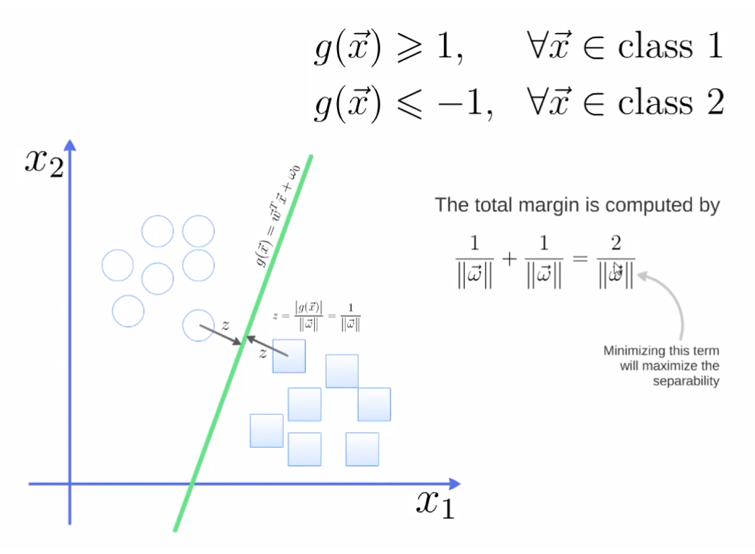 g(x⃗) ⩾ 1, ∀x⃗ ∈ class 1
g(x⃗) ⩽ −1, ∀x⃗ ∈ class 2
x₂
g(x⃗) = w⃗ᵀx⃗ + ω₀
The total margin is computed by
1/‖ω⃗‖ + 1/‖ω⃗‖ = 2/‖ω⃗‖
z = |g(x⃗)|/‖ω⃗‖ = 1/‖ω⃗‖
z
z
Minimizing this term
will maximize the
separability
x₁